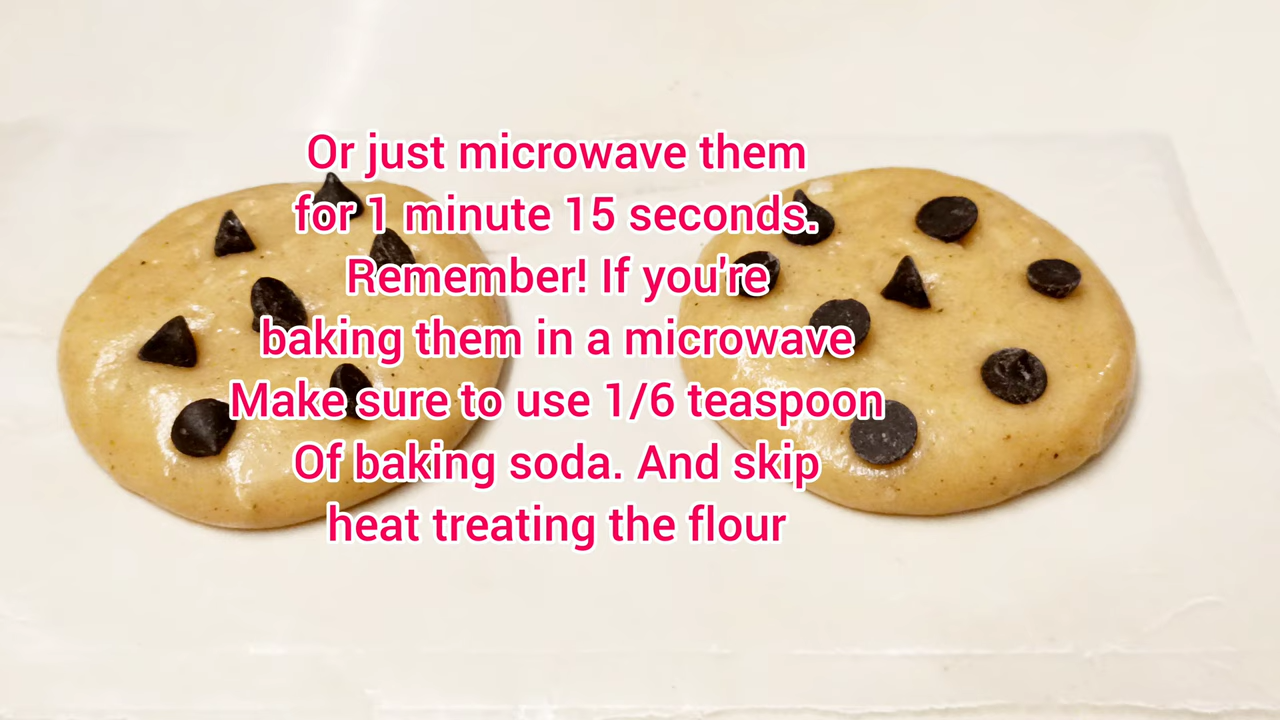 Or just microwave them
for 1 minute 15 seconds.
Remember! If you're
baking them in a microwave
Make sure to use 1/6 teaspoon
Of baking soda. And skip
heat treating the flour